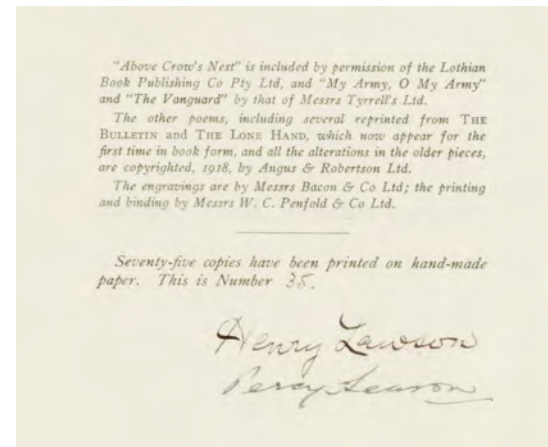 "Above Crow's Nest" is included by permission of the Lothian
Book Publishing Co Pty Ltd, and "My Army, O My Army"
and "The Vanguard" by that of Messrs Tyrrell's Ltd.
The other poems, including several reprinted from THE
BULLETIN and THE LONE HAND, which now appear for the
first time in book form, and all the alterations in the older pieces,
are copyrighted, 1918, by Angus & Robertson Ltd.
The engravings are by Messrs Bacon & Co Ltd; the printing
and binding by Messrs W. C. Penfold & Co Ltd.
Seventy-five copies have been printed on hand-made
paper. This is Number 35.
Henry Lawson
Percy Leason